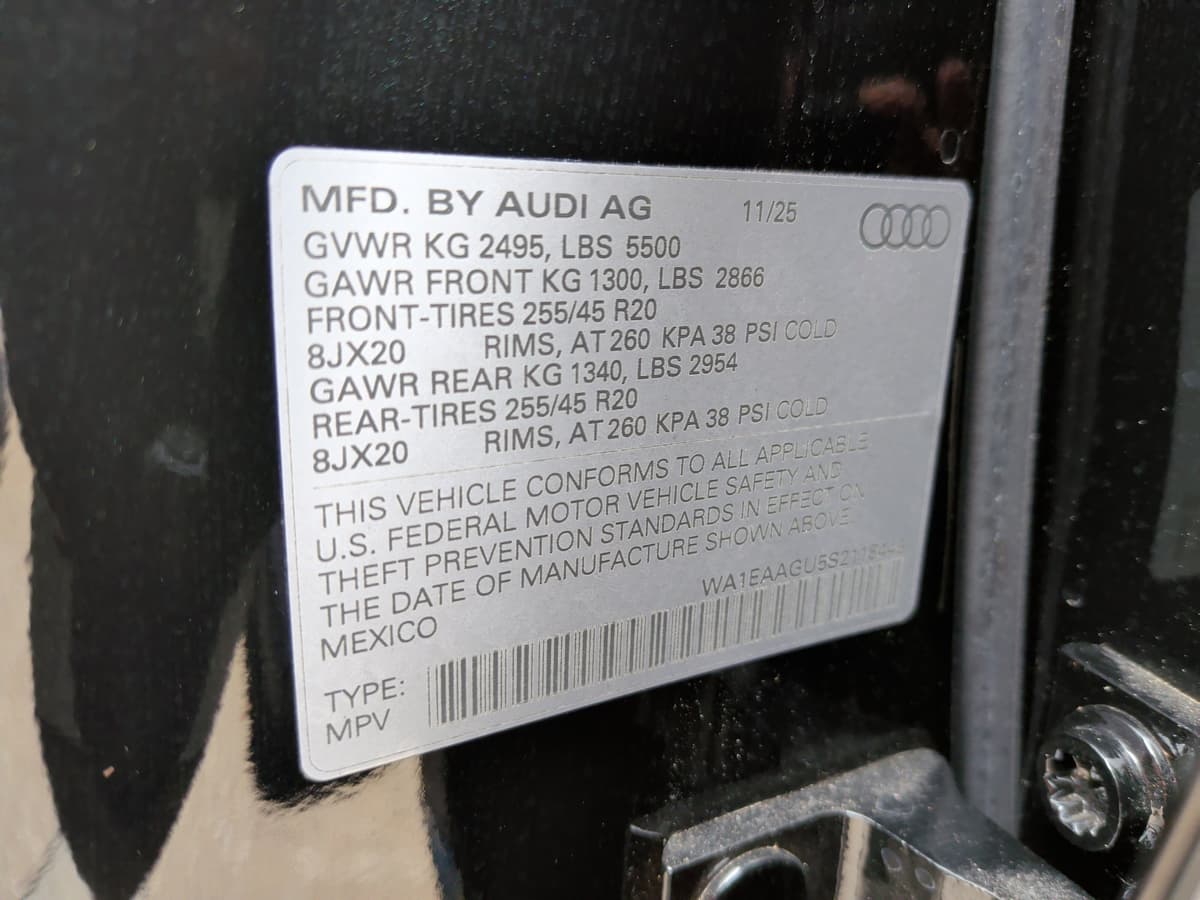 MFD. BY AUDI AG 11/25
GVWR KG 2495, LBS 5500
GAWR FRONT KG 1300, LBS 2866
FRONT-TIRES 255/45 R20
8JX20 RIMS, AT 260 KPA 38 PSI COLD
GAWR REAR KG 1340, LBS 2954
REAR-TIRES 255/45 R20
8JX20 RIMS, AT 260 KPA 38 PSI COLD
THIS VEHICLE CONFORMS TO ALL APPLICABLE
U.S. FEDERAL MOTOR VEHICLE SAFETY AND
THEFT PREVENTION STANDARDS IN EFFECT ON
THE DATE OF MANUFACTURE SHOWN ABOVE.
MEXICO
TYPE:
MPV